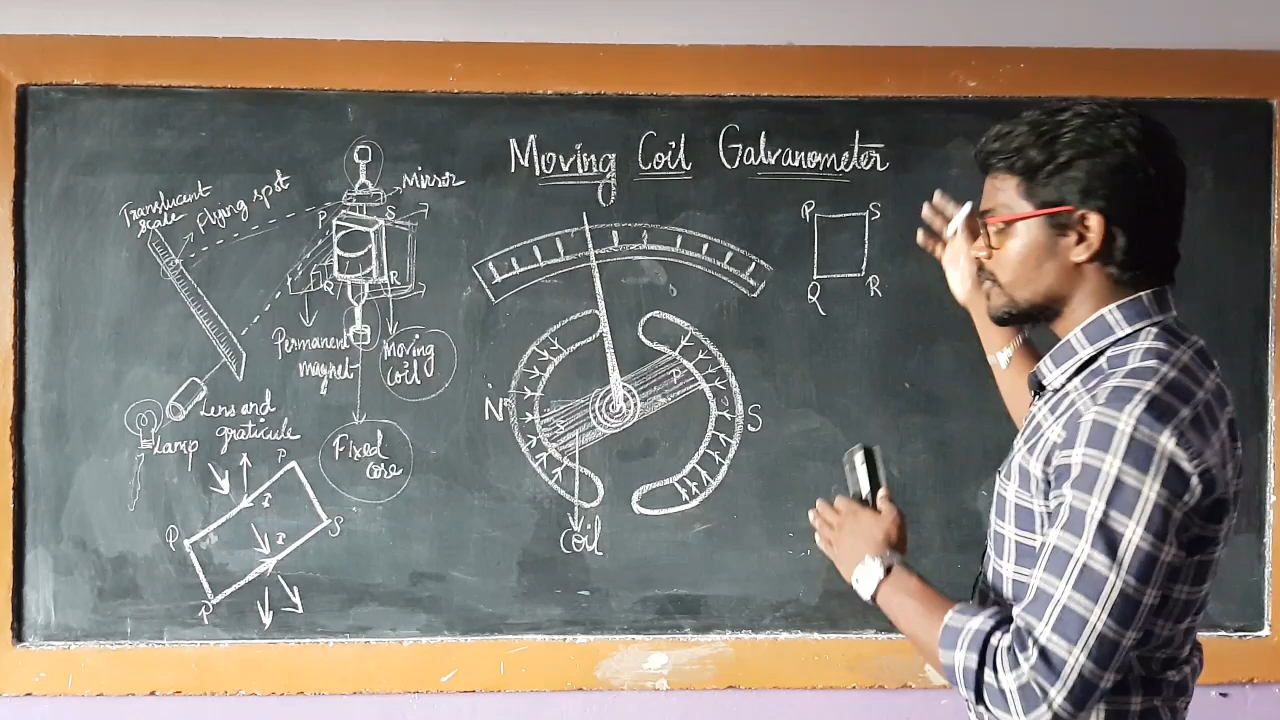 Moving Coil Galvanometer
Translucent
scale
Flying spot
Mirror
P S
Q R
Permanent
magnet
Moving
coil
Lens and
graticule
Lamp
Fixed
core
P
P
I
I
S
P
N
S
P
coil
P S
Q R